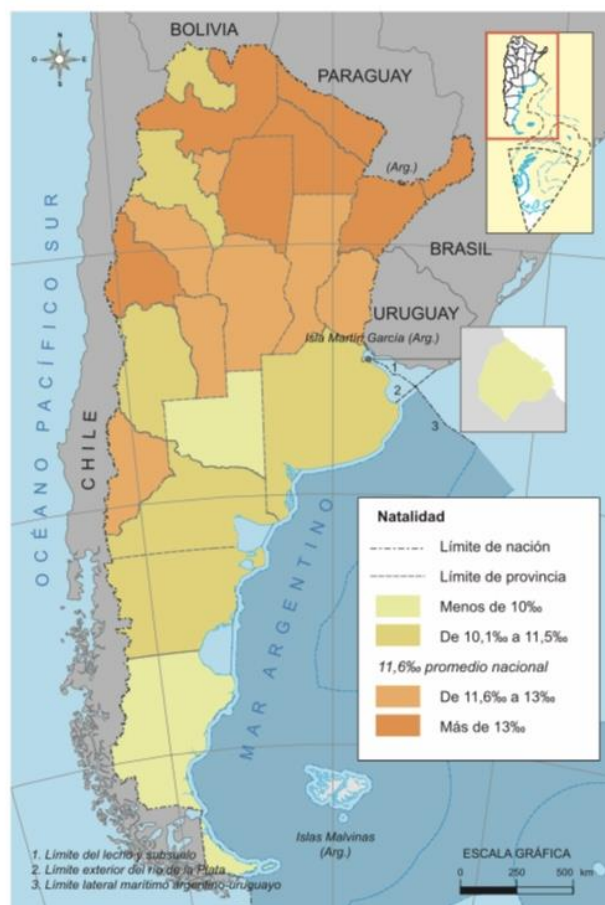 BOLIVIA
N
O
E
S
PARAGUAY
(Arg.)
BRASIL
URUGUAY
Isla Martín García (Arg.)
1
2
3
OCÉANO PACÍFICO SUR
CHILE
MAR ARGENTINO
Natalidad
Límite de nación
Límite de provincia
Menos de 10‰
De 10,1‰ a 11,5‰
11,6‰ promedio nacional
De 11,6‰ a 13‰
Más de 13‰
Islas Malvinas
(Arg.)
1. Límite del lecho y subsuelo
2. Límite exterior del río de la Plata
3. Límite lateral marítimo argentino-uruguayo
ESCALA GRÁFICA
0 250 500 km